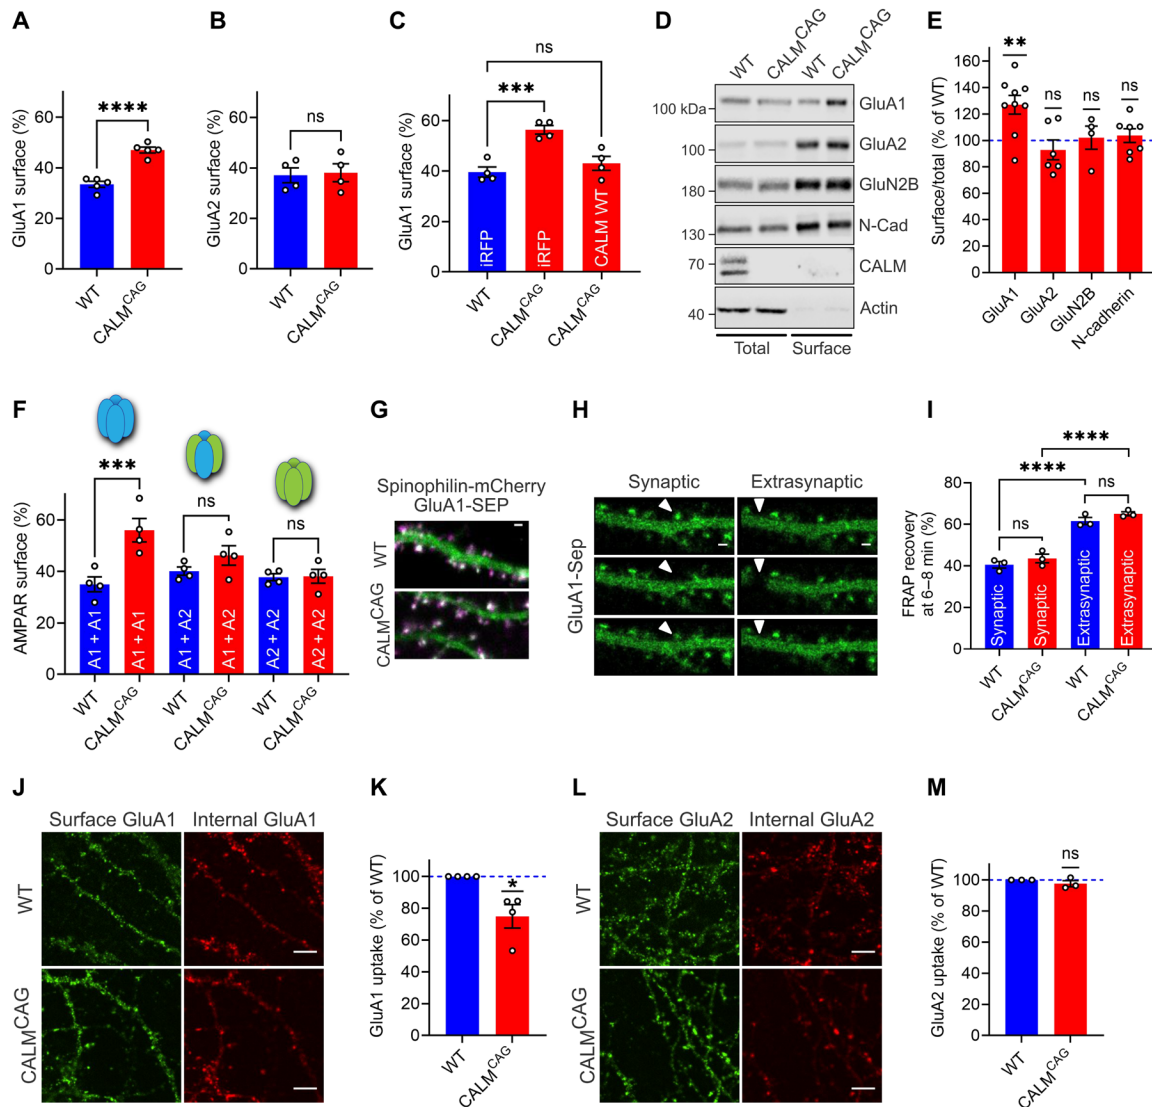 A
GluA1 surface (%)
80
60
40
20
0
****
WT
CALMCAG
B
GluA2 surface (%)
80
60
40
20
0
ns
WT
CALMCAG
C
GluA1 surface (%)
80
60
40
20
0
ns
***
iRFP
iRFP
CALM WT
WT
CALMCAG
CALMCAG
D
WT
CALMCAG
WT
CALMCAG
100 kDa
GluA1
100
GluA2
180
GluN2B
130
N-Cad
70
CALM
40
Actin
Total
Surface
E
Surface/total (% of WT)
160
140
120
100
80
60
40
20
0
**
ns
ns
ns
GluA1
GluA2
GluN2B
N-cadherin
F
AMPAR surface (%)
60
40
20
0
***
ns
ns
A1 + A1
A1 + A1
A1 + A2
A1 + A2
A2 + A2
A2 + A2
WT
CALMCAG
WT
CALMCAG
WT
CALMCAG
G
Spinophilin-mCherry
GluA1-SEP
WT
CALMCAG
H
Synaptic
Extrasynaptic
GluA1-Sep
I
FRAP recovery
at 6–8 min (%)
80
60
40
20
0
****
****
ns
ns
Synaptic
Synaptic
Extrasynaptic
Extrasynaptic
WT
CALMCAG
WT
CALMCAG
J
Surface GluA1
Internal GluA1
WT
CALMCAG
K
GluA1 uptake (% of WT)
100
80
60
40
20
0
*
WT
CALMCAG
L
Surface GluA2
Internal GluA2
WT
CALMCAG
M
GluA2 uptake (% of WT)
100
80
60
40
20
0
ns
WT
CALMCAG